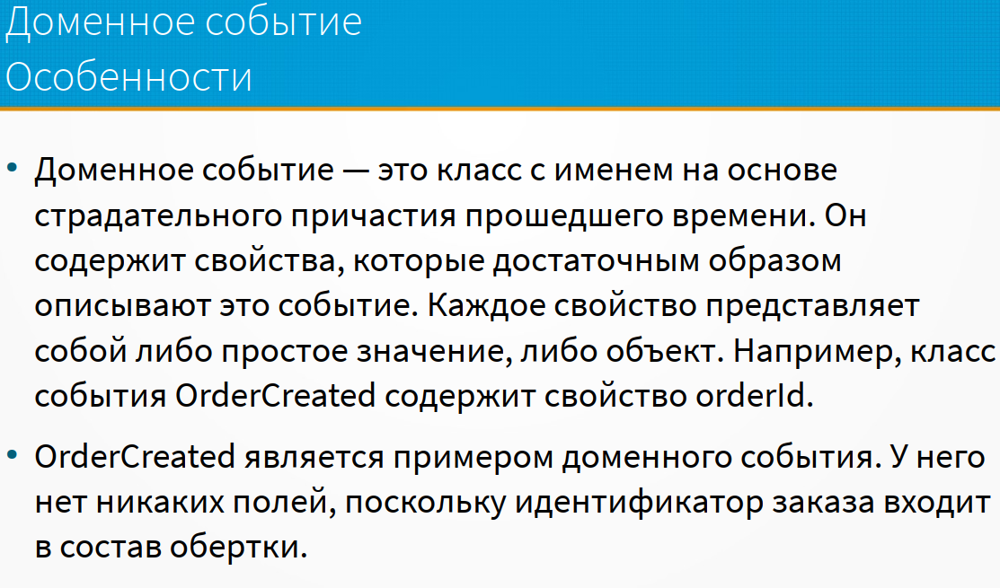 Доменное событие
Особенности
• Доменное событие — это класс с именем на основе
страдательного причастия прошедшего времени. Он
содержит свойства, которые достаточным образом
описывают это событие. Каждое свойство представляет
собой либо простое значение, либо объект. Например, класс
события OrderCreated содержит свойство orderId.
• OrderCreated является примером доменного события. У него
нет никаких полей, поскольку идентификатор заказа входит
в состав обертки.